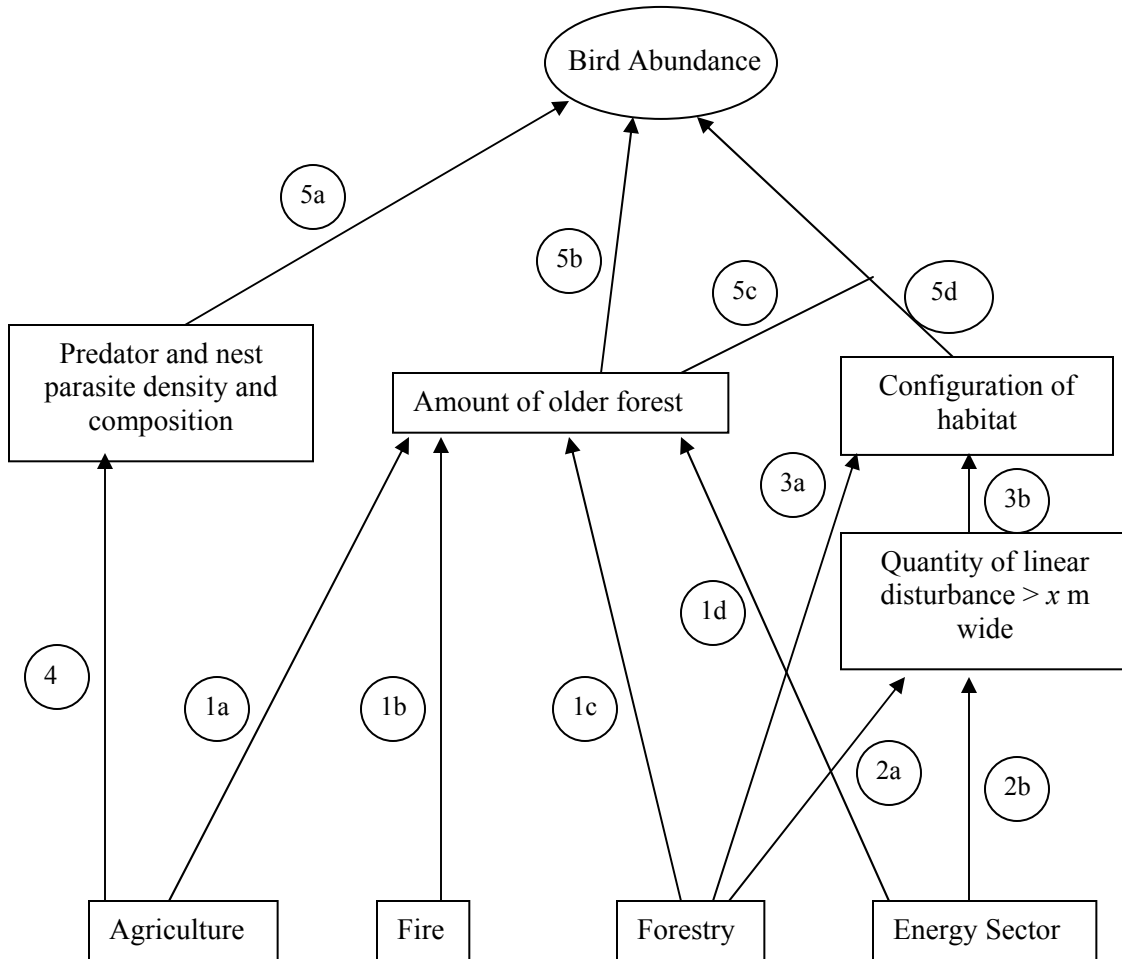 Bird Abundance
5a
5b
5c
5d
Predator and nest
parasite density and
composition
Amount of older forest
Configuration of
habitat
3a
3b
Quantity of linear
disturbance > x m
wide
1d
4
1a
1b
1c
2a
2b
Agriculture
Fire
Forestry
Energy Sector